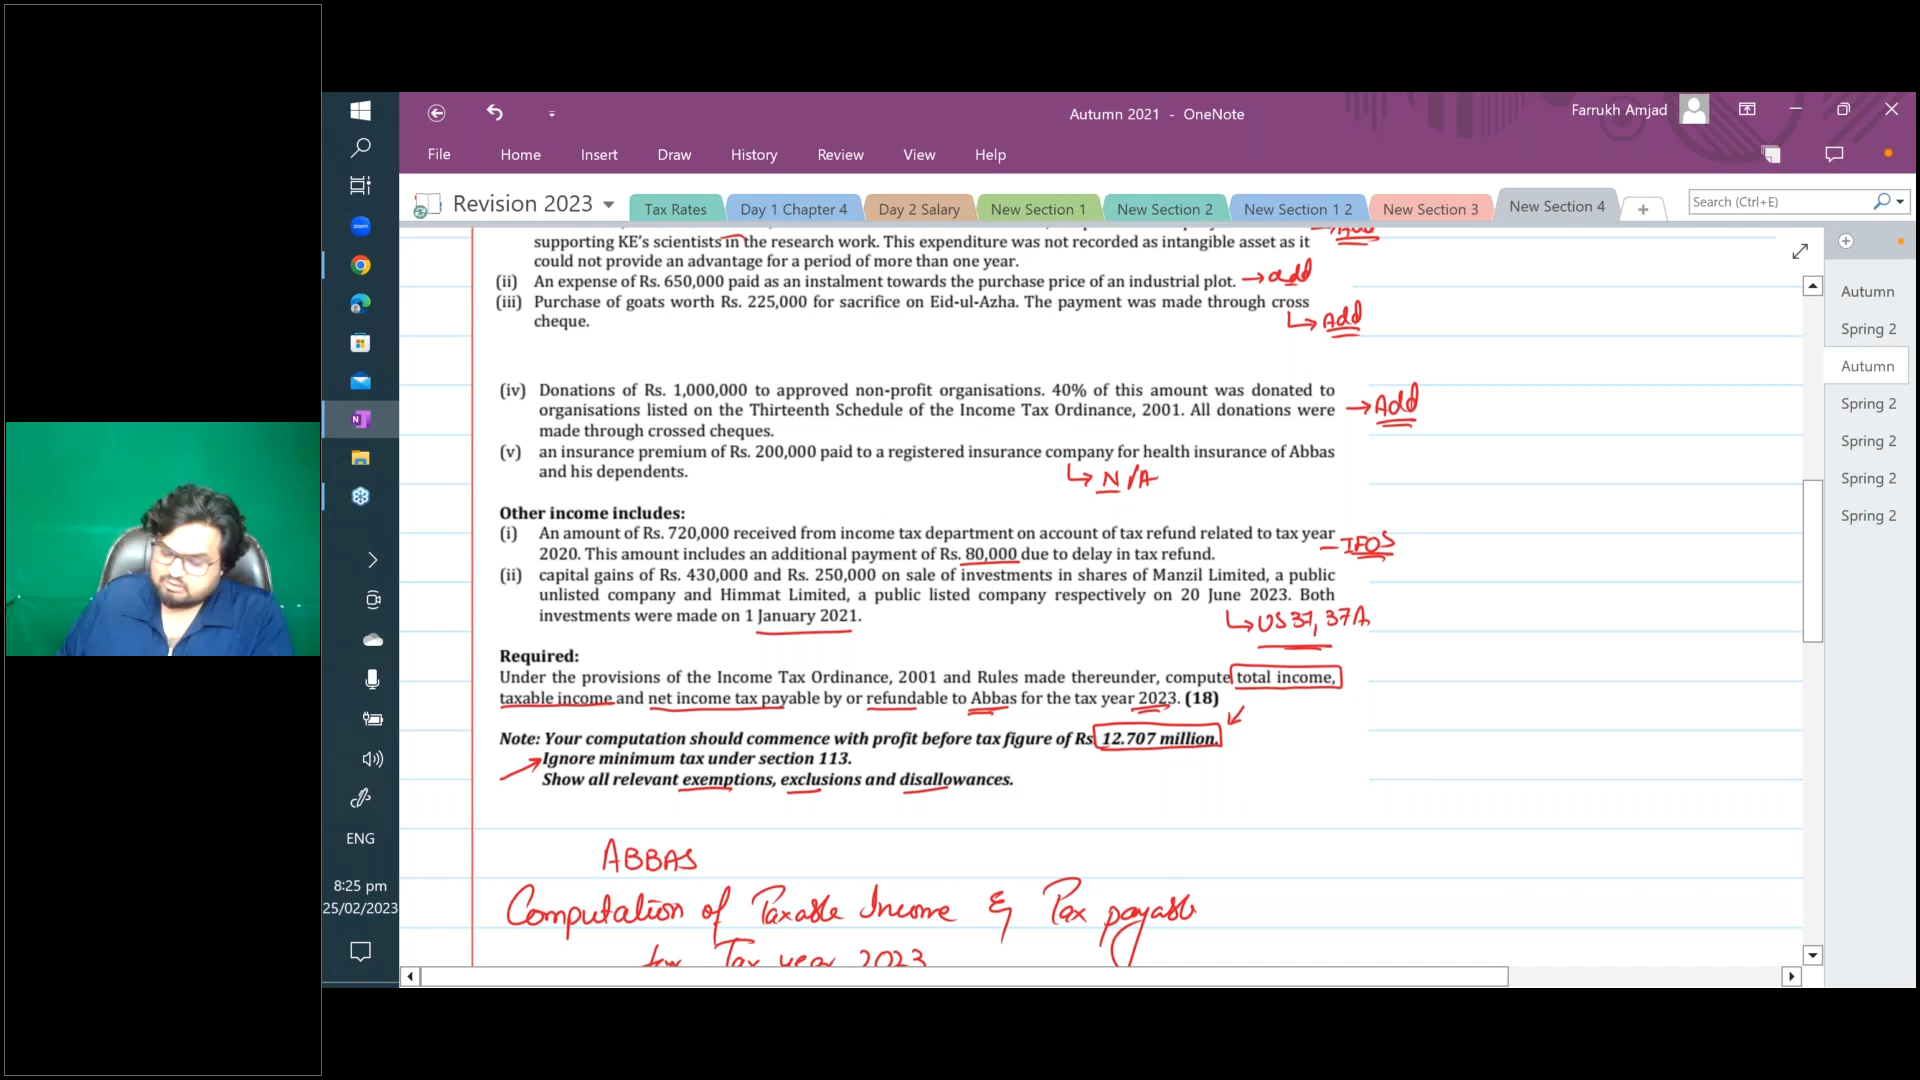 Autumn 2021 - OneNote
Farrukh Amjad
File Home Insert Draw History Review View Help
Revision 2023
Tax Rates
Day 1 Chapter 4
Day 2 Salary
New Section 1
New Section 2
New Section 1 2
New Section 3
New Section 4
Search (Ctrl+E)
supporting KE's scientists in the research work. This expenditure was not recorded as intangible asset as it
could not provide an advantage for a period of more than one year.
(ii) An expense of Rs. 650,000 paid as an instalment towards the purchase price of an industrial plot. → add
(iii) Purchase of goats worth Rs. 225,000 for sacrifice on Eid-ul-Azha. The payment was made through cross
cheque.
Add
(iv) Donations of Rs. 1,000,000 to approved non-profit organisations. 40% of this amount was donated to
organisations listed on the Thirteenth Schedule of the Income Tax Ordinance, 2001. All donations were
made through crossed cheques.
→ Add
(v) an insurance premium of Rs. 200,000 paid to a registered insurance company for health insurance of Abbas
and his dependents.
N/A
Other income includes:
(i) An amount of Rs. 720,000 received from income tax department on account of tax refund related to tax year
2020. This amount includes an additional payment of Rs. 80,000 due to delay in tax refund.
IFOS
(ii) capital gains of Rs. 430,000 and Rs. 250,000 on sale of investments in shares of Manzil Limited, a public
unlisted company and Himmat Limited, a public listed company respectively on 20 June 2023. Both
investments were made on 1 January 2021.
US 37, 37A
Required:
Under the provisions of the Income Tax Ordinance, 2001 and Rules made thereunder, compute total income,
taxable income and net income tax payable by or refundable to Abbas for the tax year 2023. (18)
Note: Your computation should commence with profit before tax figure of Rs 12.707 million.
Ignore minimum tax under section 113.
Show all relevant exemptions, exclusions and disallowances.
ABBAS
Computation of Taxable Income & Tax payable
for Tax year 2023
Autumn
Spring 2
Autumn
Spring 2
Spring 2
Spring 2
Spring 2
zoom
ENG
8:25 pm
25/02/2023